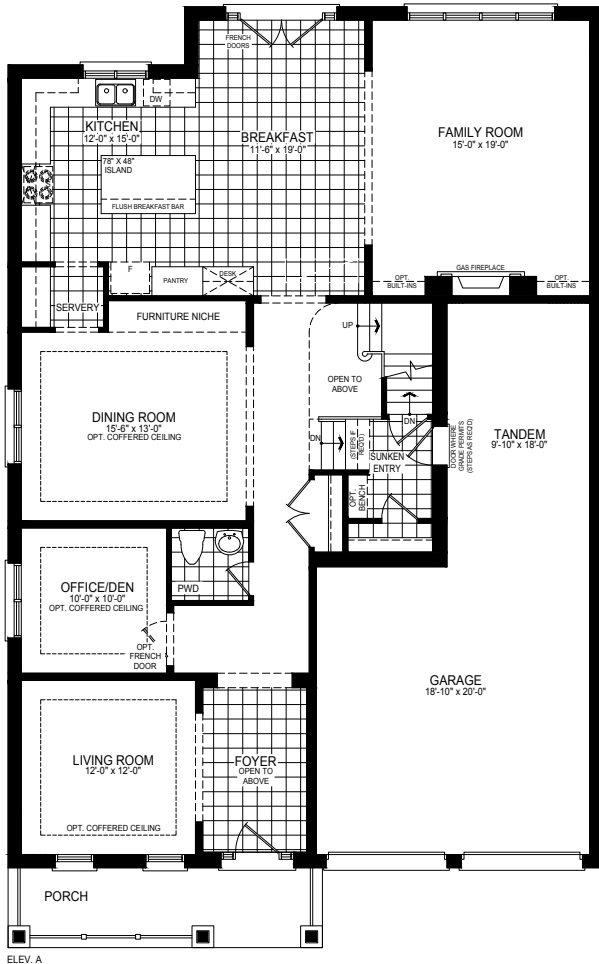 FRENCH
DOORS
DW
KITCHEN
12'-0" x 15'-0"
BREAKFAST
11'-6" x 19'-0"
FAMILY ROOM
15'-0" x 19'-0"
78" X 48"
ISLAND
FLUSH BREAKFAST BAR
F
PANTRY
DESK
OPT.
BUILT-INS
GAS FIREPLACE
OPT.
BUILT-INS
SERVERY
FURNITURE NICHE
UP
OPEN TO
ABOVE
DINING ROOM
15'-6" x 13'-0"
OPT. COFFERED CEILING
DN
DN
(STEPS IF
REQ'D)
SUNKEN
ENTRY
DOOR WHERE
GRADE PERMITS
(STEPS AS REQ'D)
TANDEM
9'-10" x 18'-0"
OPT.
BENCH
OFFICE/DEN
10'-0" x 10'-0"
OPT. COFFERED CEILING
PWD
OPT.
FRENCH
DOOR
GARAGE
18'-10" x 20'-0"
LIVING ROOM
12'-0" x 12'-0"
OPT. COFFERED CEILING
FOYER
OPEN TO
ABOVE
PORCH
ELEV. A